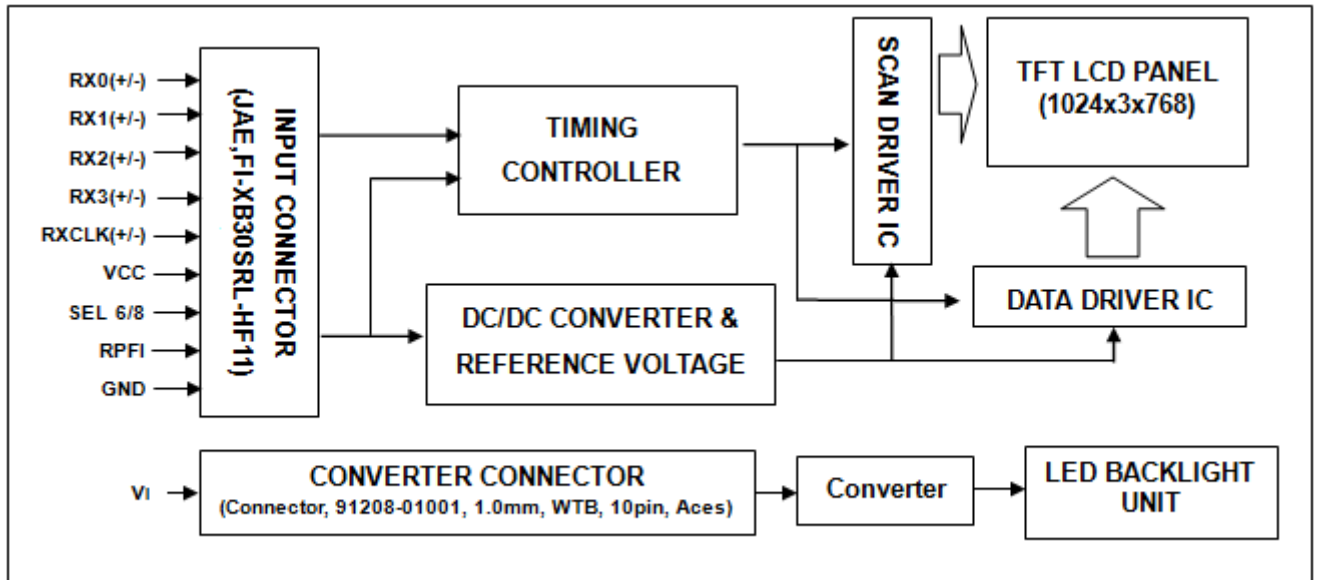 RX0(+/-)
RX1(+/-)
RX2(+/-)
RX3(+/-)
RXCLK(+/-)
VCC
SEL 6/8
RPFI
GND
INPUT CONNECTOR
(JAE,FI-XB30SRL-HF11)
TIMING
CONTROLLER
DC/DC CONVERTER &
REFERENCE VOLTAGE
SCAN DRIVER IC
TFT LCD PANEL
(1024x3x768)
DATA DRIVER IC
VI
CONVERTER CONNECTOR
(Connector, 91208-01001, 1.0mm, WTB, 10pin, Aces)
Converter
LED BACKLIGHT
UNIT